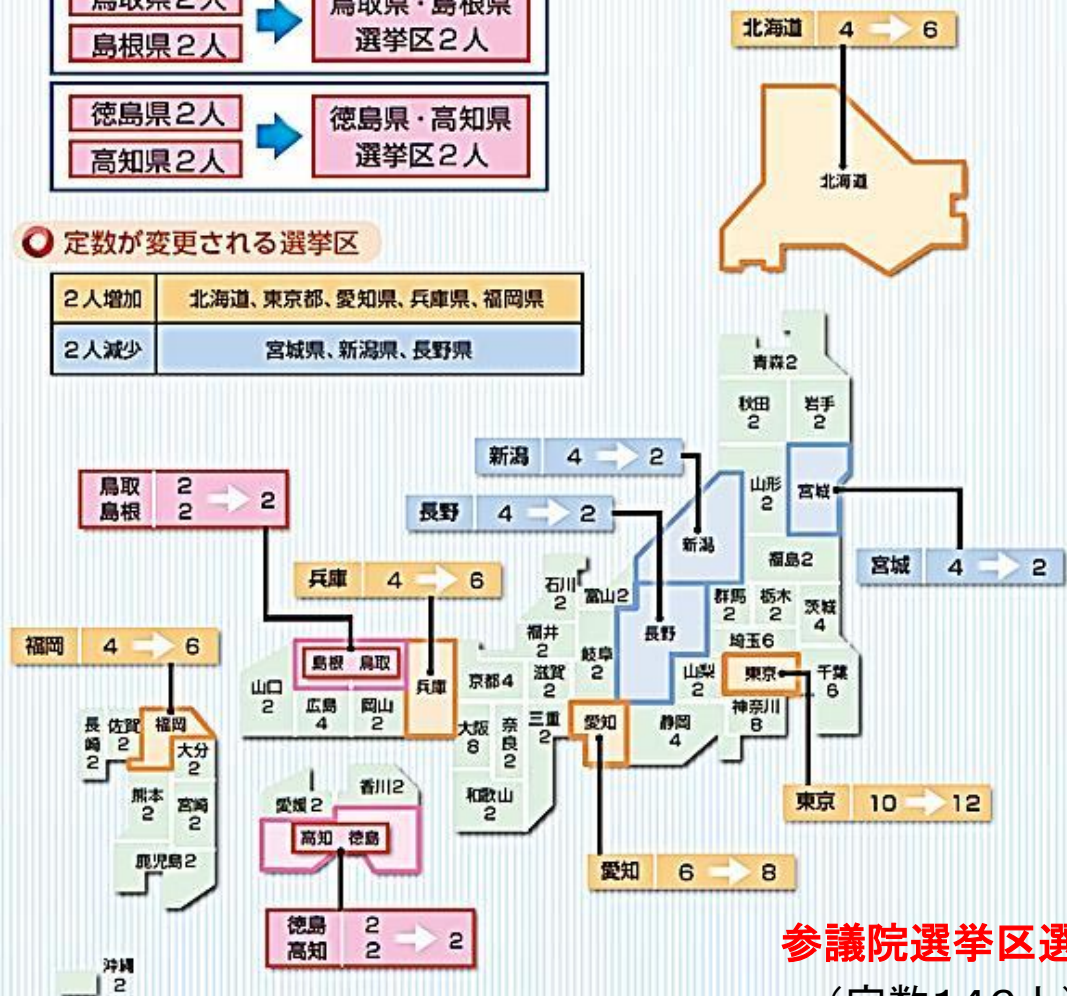 鳥取県2人
島根県2人
鳥取県・島根県
選挙区2人
徳島県2人
高知県2人
徳島県・高知県
選挙区2人
定数が変更される選挙区
2人増加 北海道、東京都、愛知県、兵庫県、福岡県
2人減少 宮城県、新潟県、長野県
北海道 4 6
北海道
青森2
秋田
2
岩手
2
新潟 4 2
鳥取 2
島根 2
2
長野 4 2
山形
2
宮城
新潟
福島2
宮城 4 2
兵庫 4 6
石川
2
富山2
群馬
2
栃木
2
茨城
4
福岡 4 6
福井
2
長野
埼玉6
島根 鳥取
岐阜
2
山口
2
広島
4
岡山
2
兵庫
京都4
滋賀
2
山梨
2
東京
千葉
6
神奈川
8
長崎
2
佐賀
2
福岡
大分
2
大阪
8
奈良
2
三重
2
愛知
静岡
4
熊本
2
宮崎
2
愛媛2
香川2
和歌山
2
東京 10 12
高知 徳島
鹿児島2
愛知 6 8
徳島 2
高知 2
2
参議院選挙区選
沖縄
2